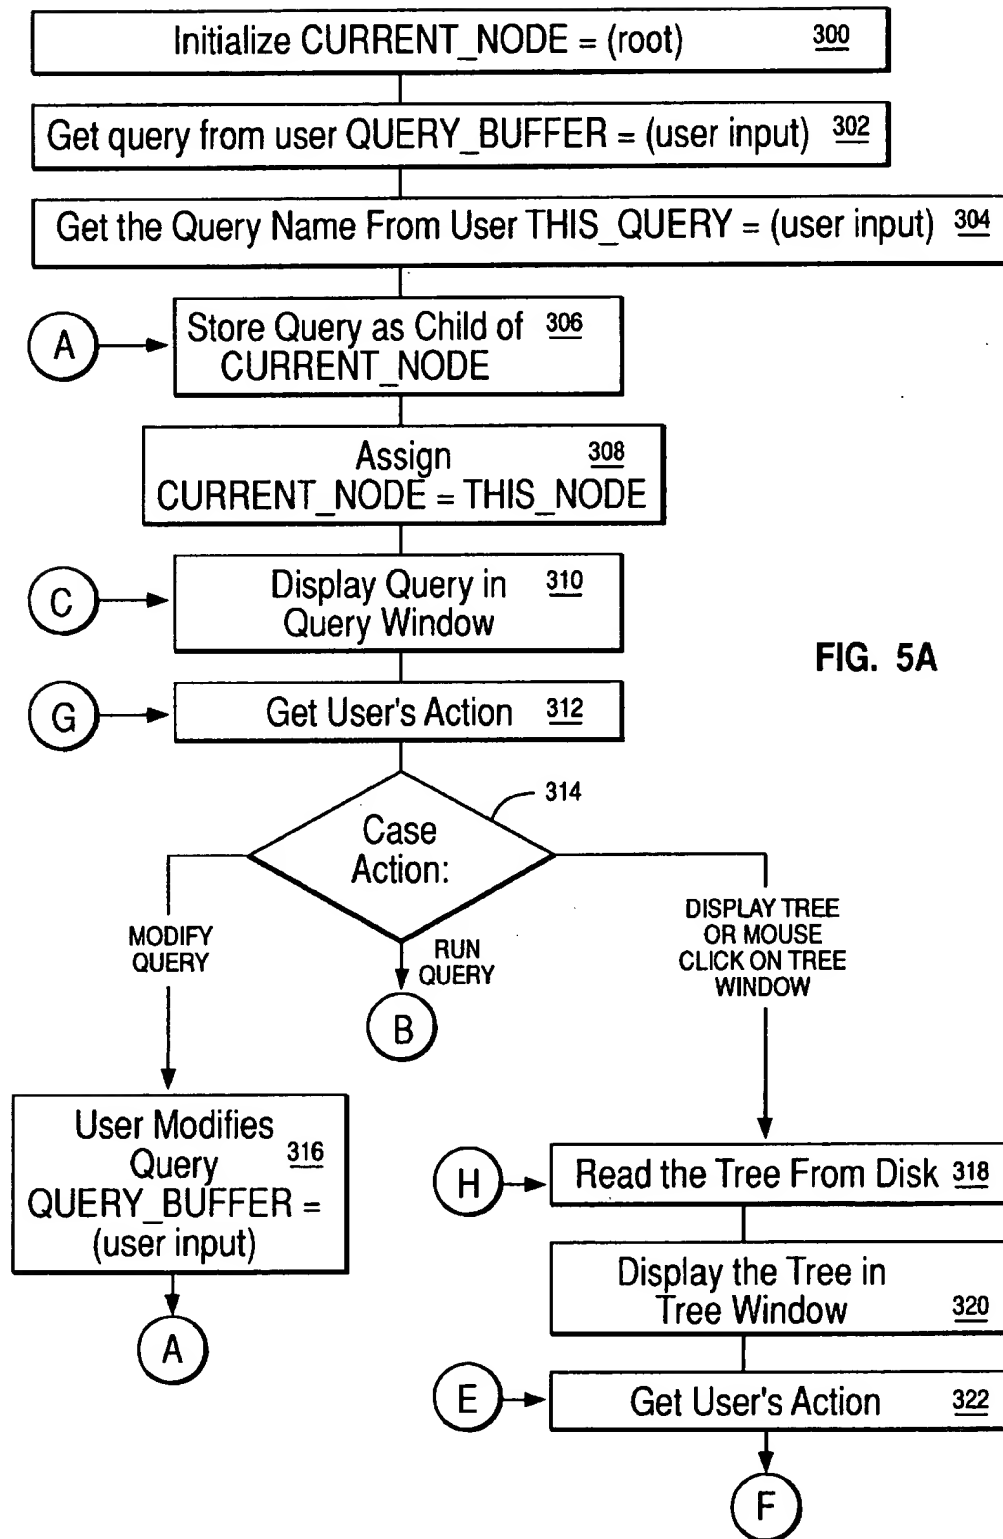 Initialize CURRENT_NODE = (root) 300
Get query from user QUERY_BUFFER = (user input) 302
Get the Query Name From User THIS_QUERY = (user input) 304
A
Store Query as Child of 306
CURRENT_NODE
Assign 308
CURRENT_NODE = THIS_NODE
C
Display Query in 310
Query Window
FIG. 5A
G
Get User's Action 312
314
Case
Action:
MODIFY
QUERY
RUN
QUERY
DISPLAY TREE
OR MOUSE
CLICK ON TREE
WINDOW
B
User Modifies
Query 316
QUERY_BUFFER =
(user input)
A
H
Read the Tree From Disk 318
Display the Tree in
Tree Window 320
E
Get User's Action 322
F